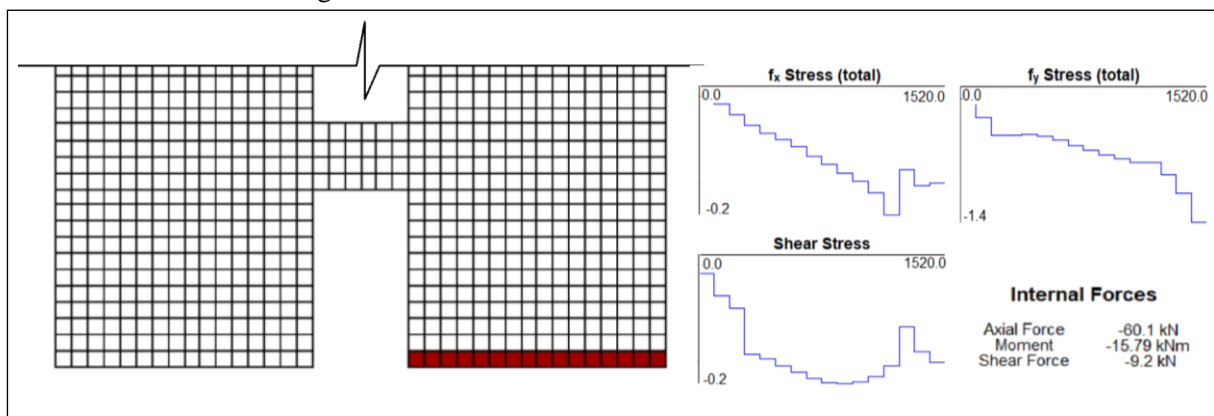 fx Stress (total)
0.0
1520.0
-0.2
fy Stress (total)
0.0
1520.0
-1.4
Shear Stress
0.0
1520.0
-0.2
Internal Forces
Axial Force -60.1 kN
Moment -15.79 kNm
Shear Force -9.2 kN